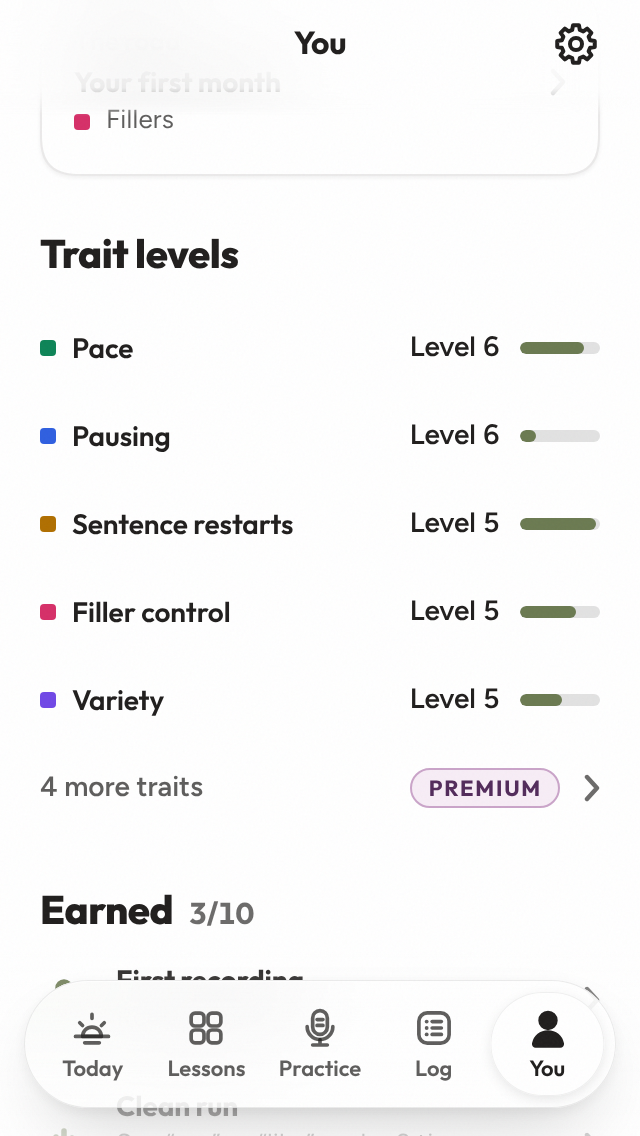 You
Your first month
Fillers
Trait levels
Pace Level 6
Pausing Level 6
Sentence restarts Level 5
Filler control Level 5
Variety Level 5
4 more traits PREMIUM
Earned 3/10
First recording
Today Lessons Practice Log You
Clean run